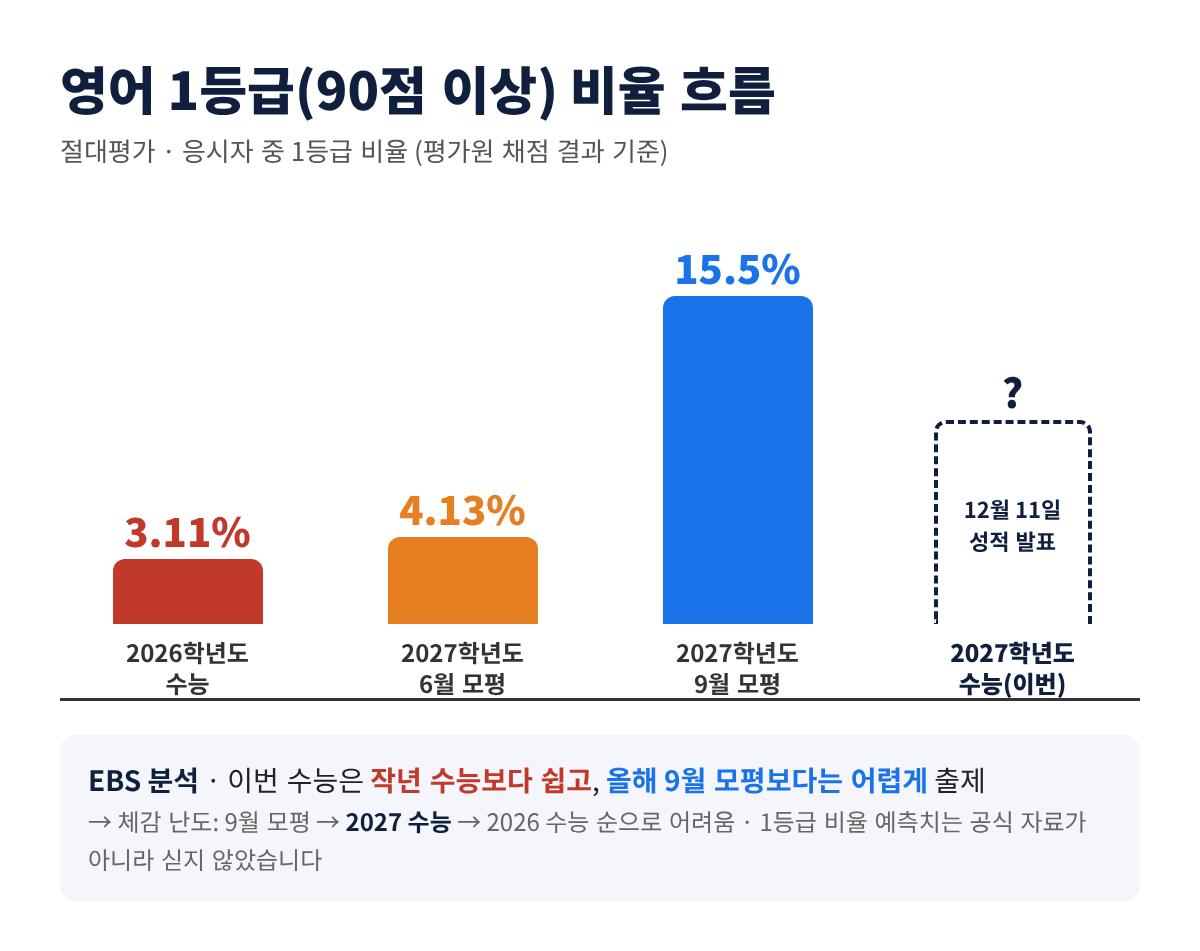 영어 1등급(90점 이상) 비율 흐름
절대평가 · 응시자 중 1등급 비율 (평가원 채점 결과 기준)
15.5%
?
12월 11일
성적 발표
4.13%
3.11%
2026학년도
수능
2027학년도
6월 모평
2027학년도
9월 모평
2027학년도
수능(이번)
EBS 분석 · 이번 수능은 작년 수능보다 쉽고, 올해 9월 모평보다는 어렵게 출제
→ 체감 난도: 9월 모평 → 2027 수능 → 2026 수능 순으로 어려움 · 1등급 비율 예측치는 공식 자료가
아니라 싣지 않았습니다